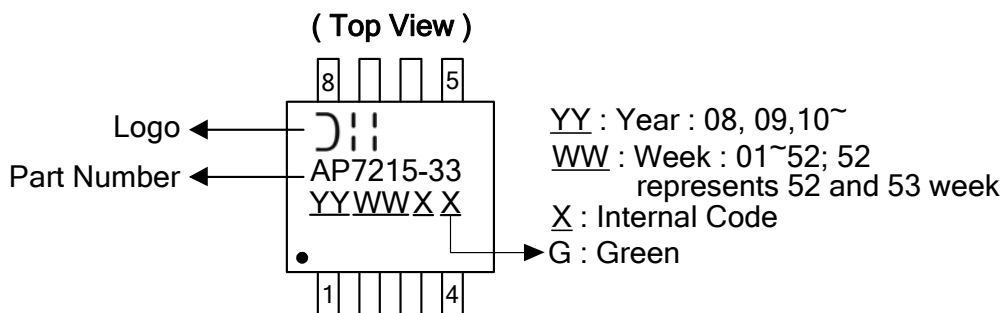 ( Top View )
8 5
Logo
Part Number
AP7215-33
YYWWX X
1 4
YY : Year : 08, 09,10~
WW : Week : 01~52; 52
represents 52 and 53 week
X : Internal Code
G : Green